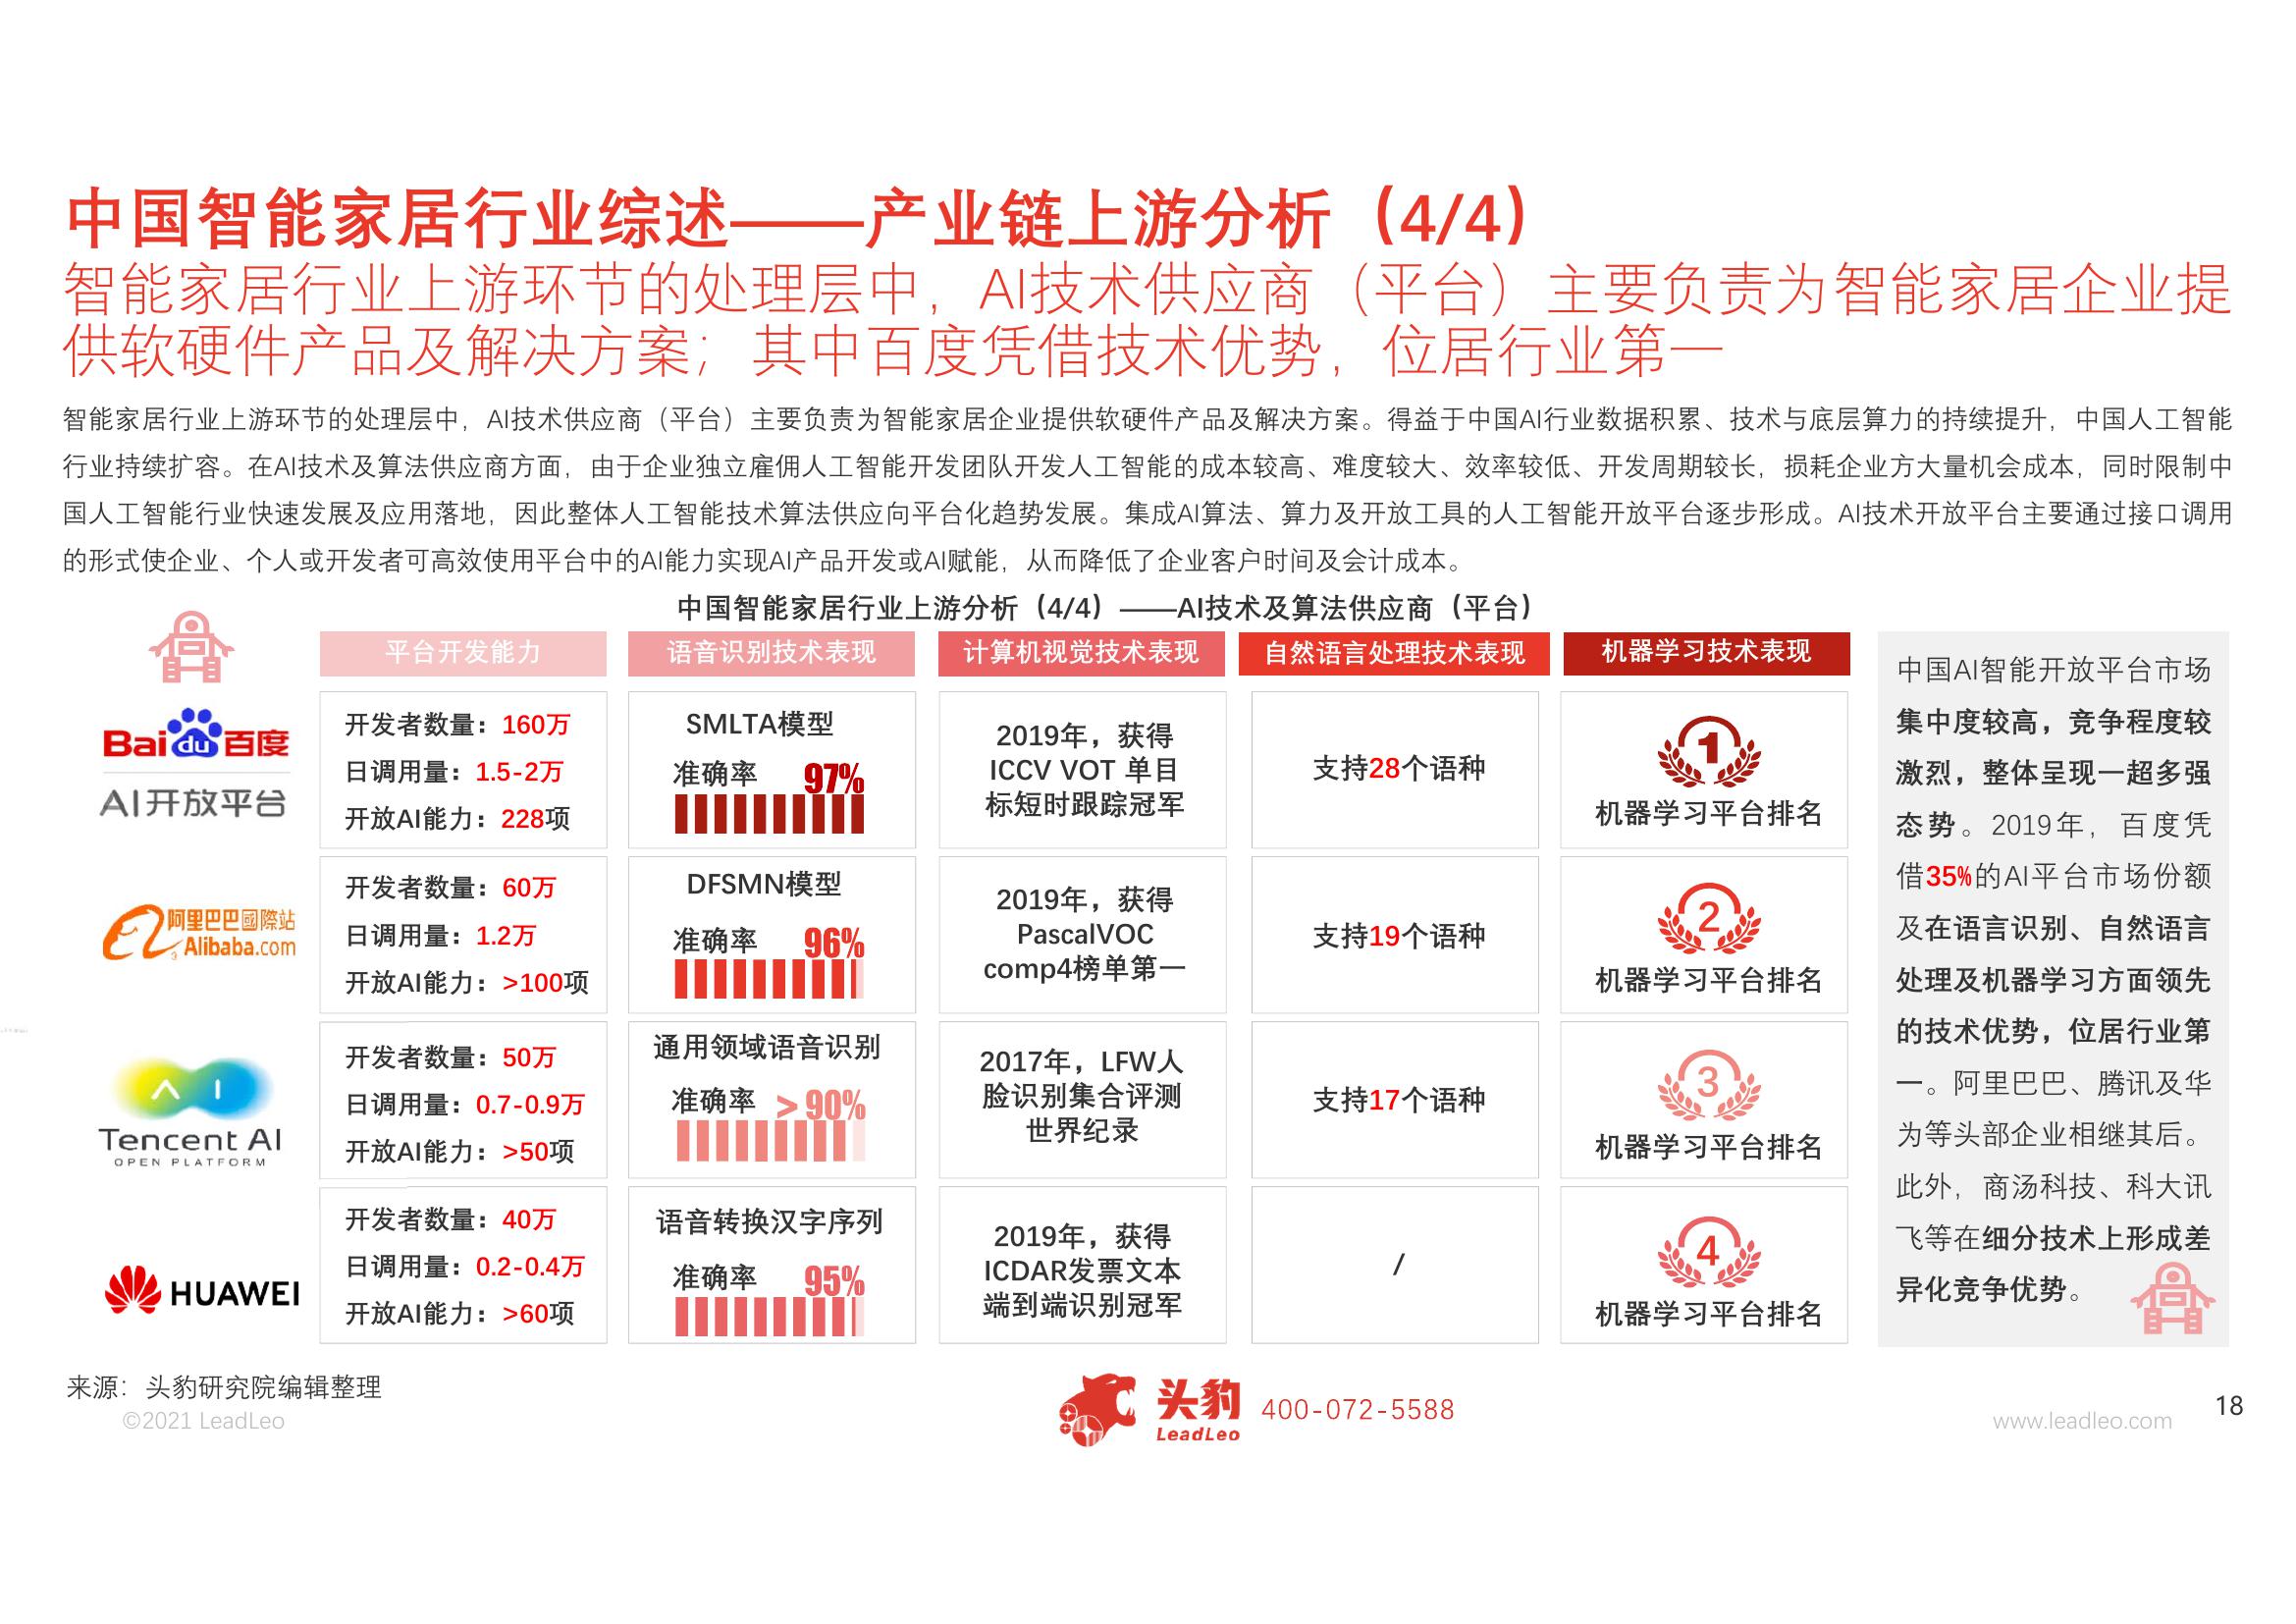 中国智能家居行业综述——产业链上游分析（4/4）
智能家居行业上游环节的处理层中，AI技术供应商（平台）主要负责为智能家居企业提
供软硬件产品及解决方案；其中百度凭借技术优势，位居行业第一
智能家居行业上游环节的处理层中，AI技术供应商（平台）主要负责为智能家居企业提供软硬件产品及解决方案。得益于中国AI行业数据积累、技术与底层算力的持续提升，中国人工智能
行业持续扩容。在AI技术及算法供应商方面，由于企业独立雇佣人工智能开发团队开发人工智能的成本较高、难度较大、效率较低、开发周期较长，损耗企业方大量机会成本，同时限制中
国人工智能行业快速发展及应用落地，因此整体人工智能技术算法供应向平台化趋势发展。集成AI算法、算力及开放工具的人工智能开放平台逐步形成。AI技术开放平台主要通过接口调用
的形式使企业、个人或开发者可高效使用平台中的AI能力实现AI产品开发或AI赋能，从而降低了企业客户时间及会计成本。
中国智能家居行业上游分析（4/4）——AI技术及算法供应商（平台）
平台开发能力
语音识别技术表现
计算机视觉技术表现
自然语言处理技术表现
机器学习技术表现
Baidu百度
AI开放平台
开发者数量：160万
日调用量：1.5-2万
开放AI能力：228项
SMLTA模型
准确率 97%
2019年，获得
ICCV VOT 单目
标短时跟踪冠军
支持28个语种
1
机器学习平台排名
阿里巴巴國際站
Alibaba.com
开发者数量：60万
日调用量：1.2万
开放AI能力：>100项
DFSMN模型
准确率 96%
2019年，获得
PascalVOC
comp4榜单第一
支持19个语种
2
机器学习平台排名
AI
Tencent AI
OPEN PLATFORM
开发者数量：50万
日调用量：0.7-0.9万
开放AI能力：>50项
通用领域语音识别
准确率 >90%
2017年，LFW人
脸识别集合评测
世界纪录
支持17个语种
3
机器学习平台排名
HUAWEI
开发者数量：40万
日调用量：0.2-0.4万
开放AI能力：>60项
语音转换汉字序列
准确率 95%
2019年，获得
ICDAR发票文本
端到端识别冠军
/
4
机器学习平台排名
中国AI智能开放平台市场
集中度较高，竞争程度较
激烈，整体呈现一超多强
态势。2019年，百度凭
借35%的AI平台市场份额
及在语言识别、自然语言
处理及机器学习方面领先
的技术优势，位居行业第
一。阿里巴巴、腾讯及华
为等头部企业相继其后。
此外，商汤科技、科大讯
飞等在细分技术上形成差
异化竞争优势。
来源：头豹研究院编辑整理
©2021 LeadLeo
头豹
LeadLeo
400-072-5588
www.leadleo.com
18